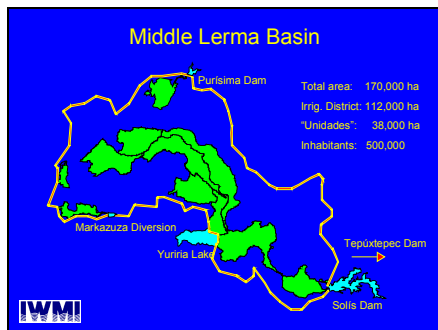 Middle Lerma Basin
Purísima Dam
Total area: 170,000 ha
Irrig. District: 112,000 ha
"Unidades": 38,000 ha
Inhabitants: 500,000
Markazuza Diversion
Yuriria Lake
Tepúxtepec Dam
Solís Dam
IWMI